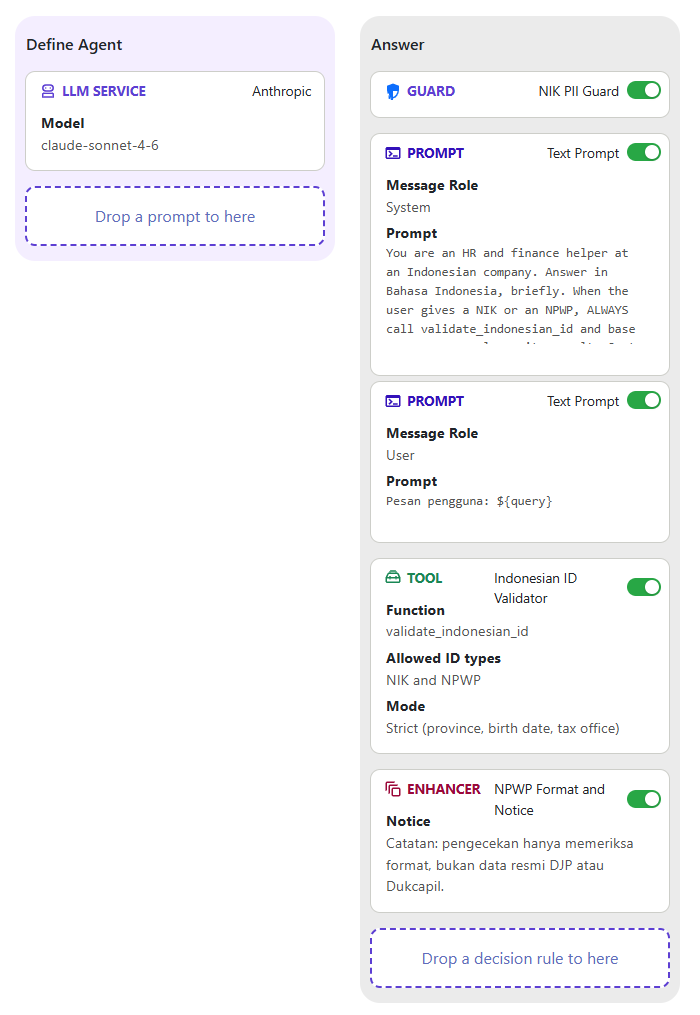 Define Agent
LLM SERVICE
Anthropic
Model
claude-sonnet-4-6
Drop a prompt to here
Answer
GUARD
NIK PII Guard
PROMPT
Text Prompt
Message Role
System
Prompt
You are an HR and finance helper at
an Indonesian company. Answer in
Bahasa Indonesia, briefly. When the
user gives a NIK or an NPWP, ALWAYS
call validate_indonesian_id and base
PROMPT
Text Prompt
Message Role
User
Prompt
Pesan pengguna: ${query}
TOOL
Indonesian ID
Validator
Function
validate_indonesian_id
Allowed ID types
NIK and NPWP
Mode
Strict (province, birth date, tax office)
ENHANCER
NPWP Format and
Notice
Notice
Catatan: pengecekan hanya memeriksa
format, bukan data resmi DJP atau
Dukcapil.
Drop a decision rule to here